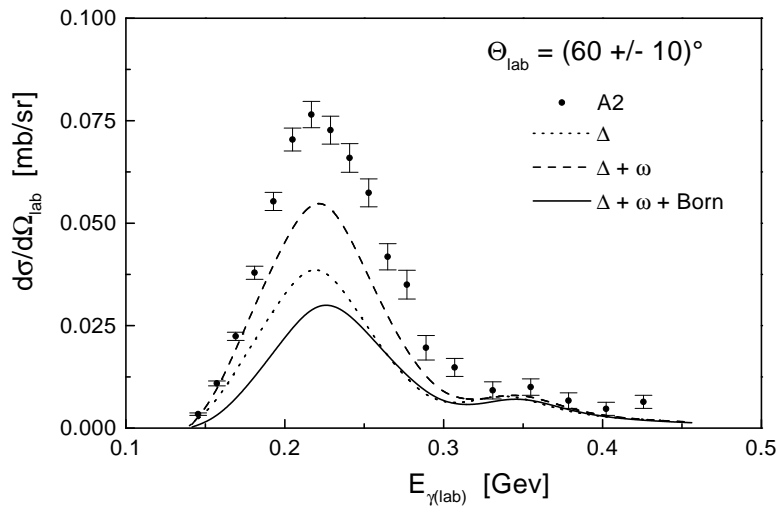 0.100
0.075
0.050
0.025
0.000
dσ/dΩlab [mb/sr]
Θlab = (60 +/- 10)°
A2
Δ
Δ + ω
Δ + ω + Born
0.1 0.2 0.3 0.4 0.5
Eγ(lab) [Gev]